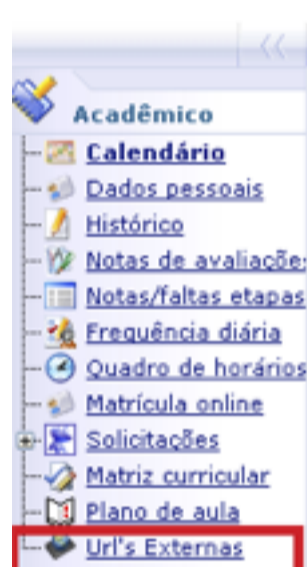 Acadêmico
Calendário
Dados pessoais
Histórico
Notas de avaliaçõe
Notas/faltas etapas
Frequência diária
Quadro de horários
Matrícula online
Solicitações
Matriz curricular
Plano de aula
Url's Externas